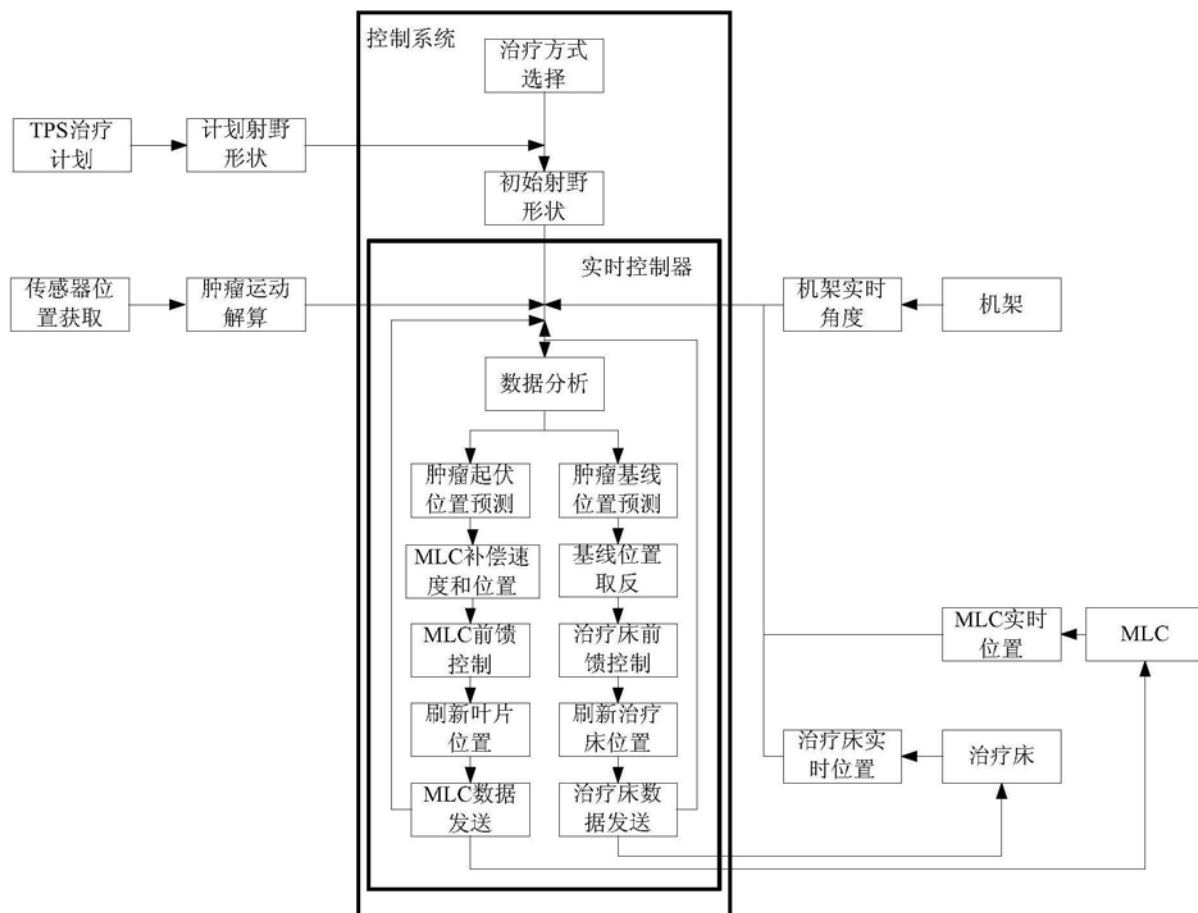 控制系统
治疗方式
选择
TPS治疗
计划
计划射野
形状
初始射野
形状
实时控制器
传感器位
置获取
肿瘤运动
解算
机架实时
角度
机架
数据分析
肿瘤起伏
位置预测
肿瘤基线
位置预测
MLC补偿速
度和位置
基线位置
取反
MLC前馈
控制
治疗床前
馈控制
MLC实时
位置
MLC
刷新叶片
位置
刷新治疗
床位置
治疗床实
时位置
治疗床
MLC数据
发送
治疗床数
据发送